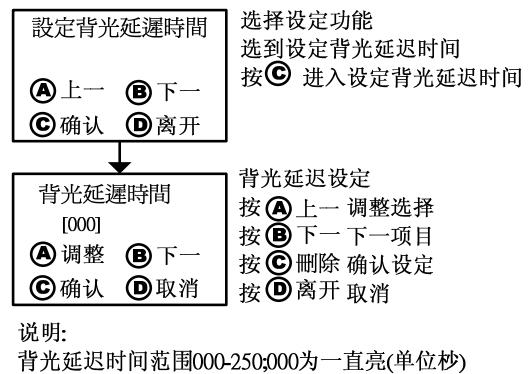 設定背光延遲時間
Ⓐ上一 Ⓑ下一
Ⓒ确认 Ⓓ离开
选择设定功能
选到设定背光延迟时间
按Ⓒ 进入设定背光延迟时间
背光延遲時間
[000]
Ⓐ调整 Ⓑ下一
Ⓒ确认 Ⓓ取消
背光延迟设定
按Ⓐ上一 调整选择
按Ⓑ下一 下一项目
按Ⓒ刪除 确认设定
按Ⓓ离开 取消
说明:
背光延迟时间范围000-250;000为一直亮(单位秒)